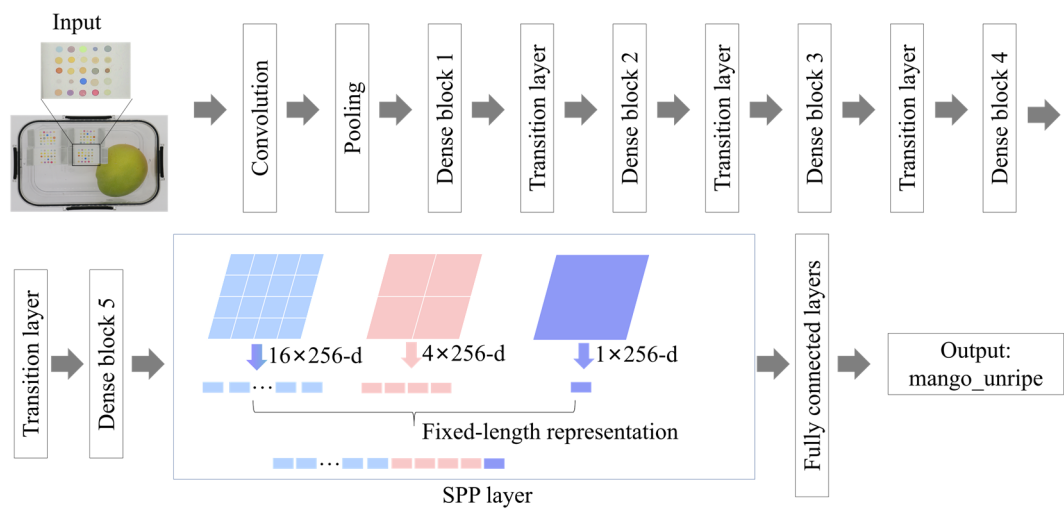 Input
Convolution
Pooling
Dense block 1
Transition layer
Dense block 2
Transition layer
Dense block 3
Transition layer
Dense block 4
Transition layer
Dense block 5
16×256-d
4×256-d
1×256-d
...
Fixed-length representation
...
SPP layer
Fully connected layers
Output:
mango_unripe